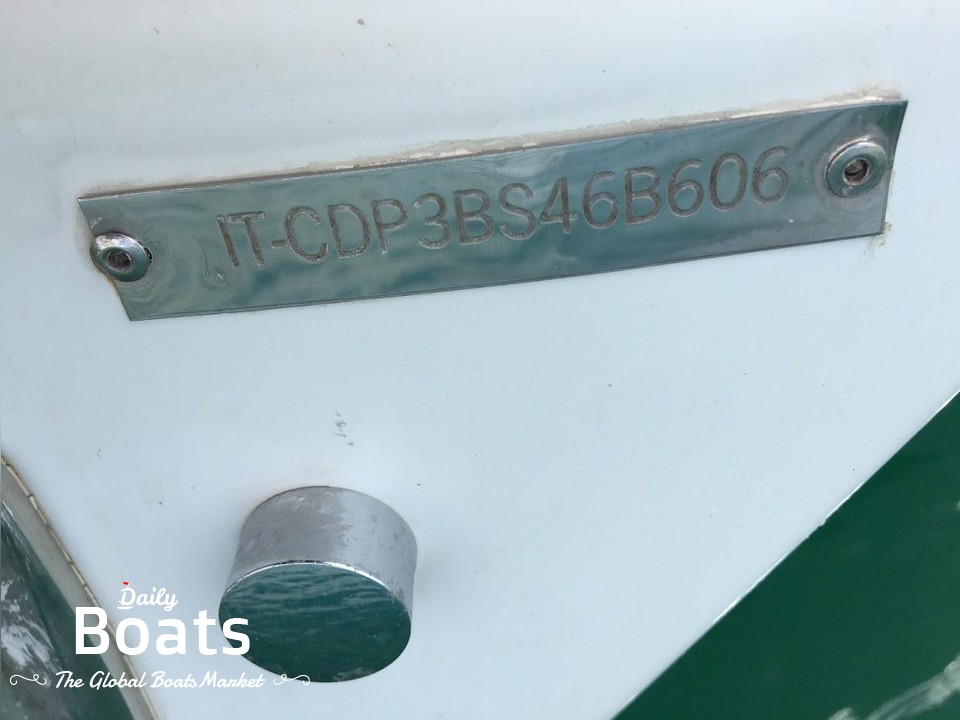 IT-CDP3BS46B606
Daily
Boats
The Global Boats Market